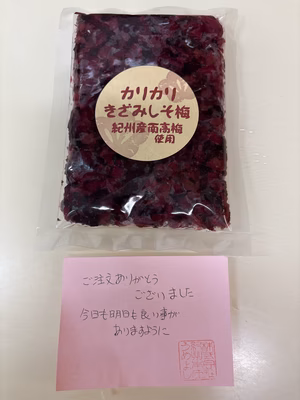 カリカリ
きざみしそ梅
紀州産南高梅
使用
ご注文ありがとう
ございました
今日も明日も良い事が
ありますように